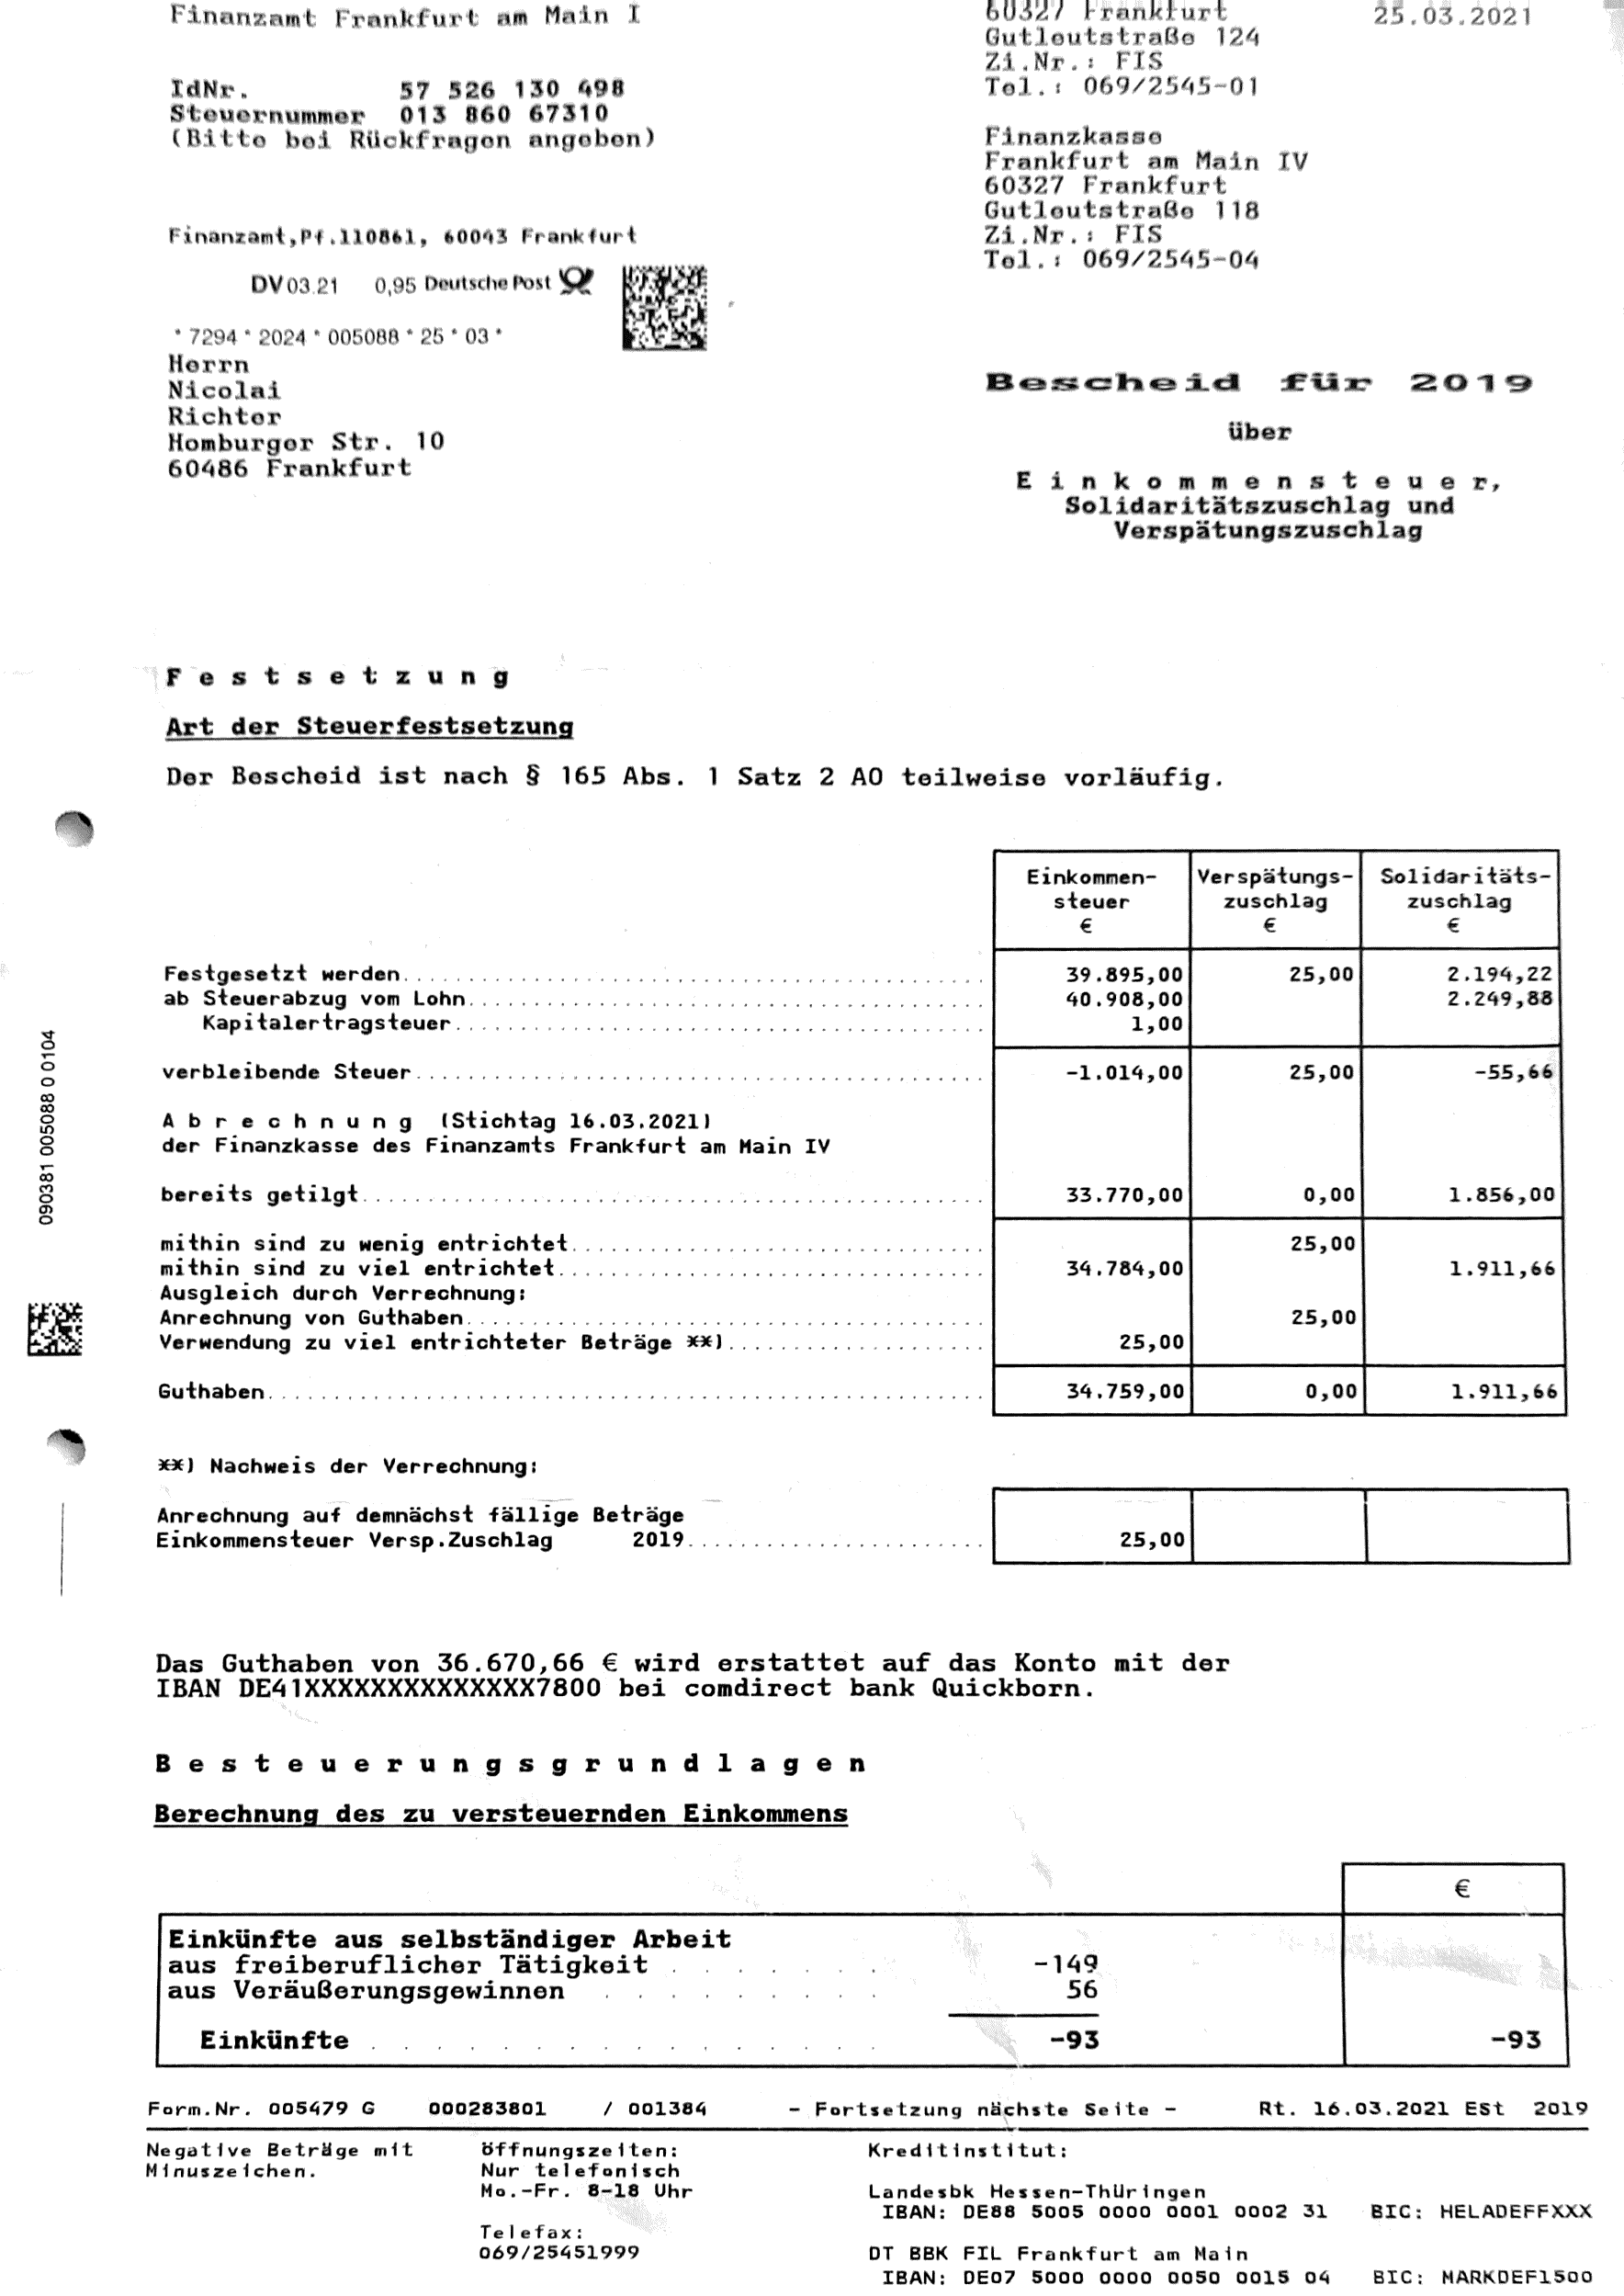 Finanzamt Frankfurt am Main I
60327 Frankfurt 25.03.2021
Gutleutstraße 124
Zi.Nr.: FIS
Tel.: 069/2545-01
IdNr. 57 526 130 498
Steuernummer 013 860 67310
(Bitte bei Rückfragen angeben)
Finanzkasse
Frankfurt am Main IV
60327 Frankfurt
Gutleutstraße 118
Zi.Nr.: FIS
Tel.: 069/2545-04
Finanzamt,Pf.110861, 60043 Frankfurt
DV 03.21 0,95 Deutsche Post
* 7294 * 2024 * 005088 * 25 * 03 *
Herrn
Nicolai
Richter
Homburger Str. 10
60486 Frankfurt
Bescheid für 2019
über
Einkommensteuer,
Solidaritätszuschlag und
Verspätungszuschlag
Festsetzung
Art der Steuerfestsetzung
Der Bescheid ist nach § 165 Abs. 1 Satz 2 AO teilweise vorläufig.
Einkommen- Verspätungs- Solidaritäts-
steuer zuschlag zuschlag
€ € €
Festgesetzt werden 39.895,00 25,00 2.194,22
ab Steuerabzug vom Lohn 40.908,00 2.249,88
Kapitalertragsteuer 1,00
verbleibende Steuer -1.014,00 25,00 -55,66
Abrechnung (Stichtag 16.03.2021)
der Finanzkasse des Finanzamts Frankfurt am Main IV
bereits getilgt 33.770,00 0,00 1.856,00
mithin sind zu wenig entrichtet 25,00
mithin sind zu viel entrichtet 34.784,00 1.911,66
Ausgleich durch Verrechnung:
Anrechnung von Guthaben 25,00
Verwendung zu viel entrichteter Beträge **) 25,00
Guthaben 34.759,00 0,00 1.911,66
**) Nachweis der Verrechnung:
Anrechnung auf demnächst fällige Beträge
Einkommensteuer Versp.Zuschlag 2019 25,00
090381 005088 0 0104
Das Guthaben von 36.670,66 € wird erstattet auf das Konto mit der
IBAN DE41XXXXXXXXXXXXXX7800 bei comdirect bank Quickborn.
Besteuerungsgrundlagen
Berechnung des zu versteuernden Einkommens
€
Einkünfte aus selbständiger Arbeit
aus freiberuflicher Tätigkeit -149
aus Veräußerungsgewinnen 56
Einkünfte -93 -93
Form.Nr. 005479 G 000283801 / 001384 - Fortsetzung nächste Seite - Rt. 16.03.2021 ESt 2019
Negative Beträge mit
Minuszeichen.
Öffnungszeiten:
Nur telefonisch
Mo.-Fr. 8-18 Uhr
Telefax:
069/25451999
Kreditinstitut:
Landesbk Hessen-Thüringen
IBAN: DE88 5005 0000 0001 0002 31 BIC: HELADEFFXXX
DT BBK FIL Frankfurt am Main
IBAN: DE07 5000 0000 0050 0015 04 BIC: MARKDEF1500